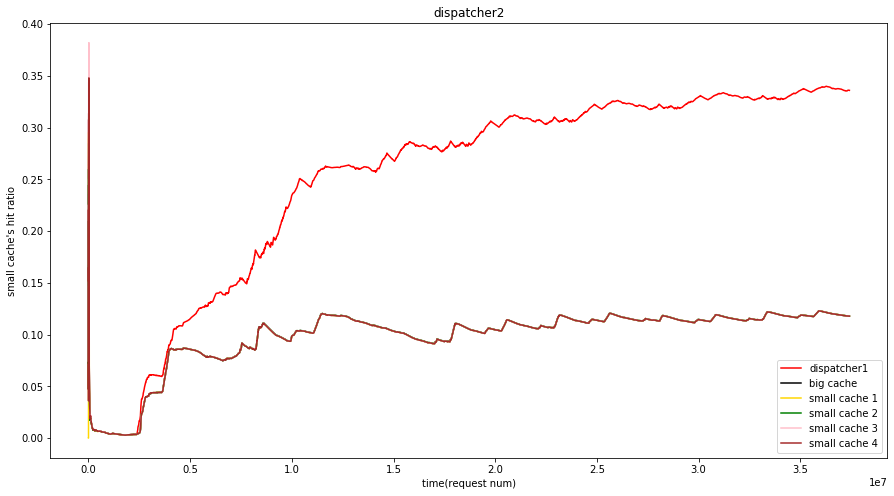 dispatcher2
small cache's hit ratio
0.40
0.35
0.30
0.25
0.20
0.15
0.10
0.05
0.00
dispatcher1
big cache
small cache 1
small cache 2
small cache 3
small cache 4
0.0 0.5 1.0 1.5 2.0 2.5 3.0 3.5
1e7
time(request num)